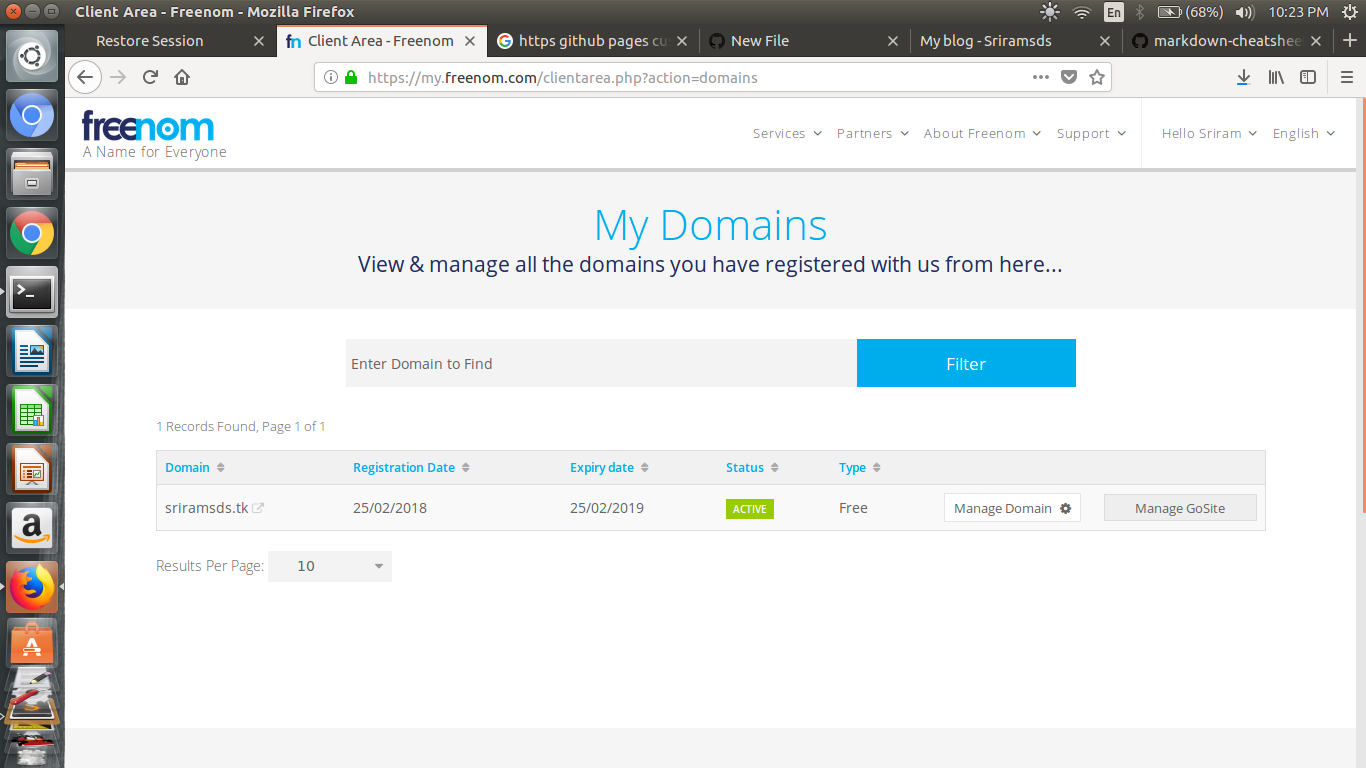 Client Area - Freenom - Mozilla Firefox
En (68%) 10:23 PM
Restore Session
fn Client Area - Freenom
G https github pages cu
New File
My blog - Sriramsds
markdown-cheatshee
https://my.freenom.com/clientarea.php?action=domains
freenom
A Name for Everyone
Services Partners About Freenom Support Hello Sriram English
My Domains
View & manage all the domains you have registered with us from here...
Enter Domain to Find Filter
1 Records Found, Page 1 of 1
Domain Registration Date Expiry date Status Type
sriramsds.tk 25/02/2018 25/02/2019 ACTIVE Free Manage Domain Manage GoSite
Results Per Page: 10